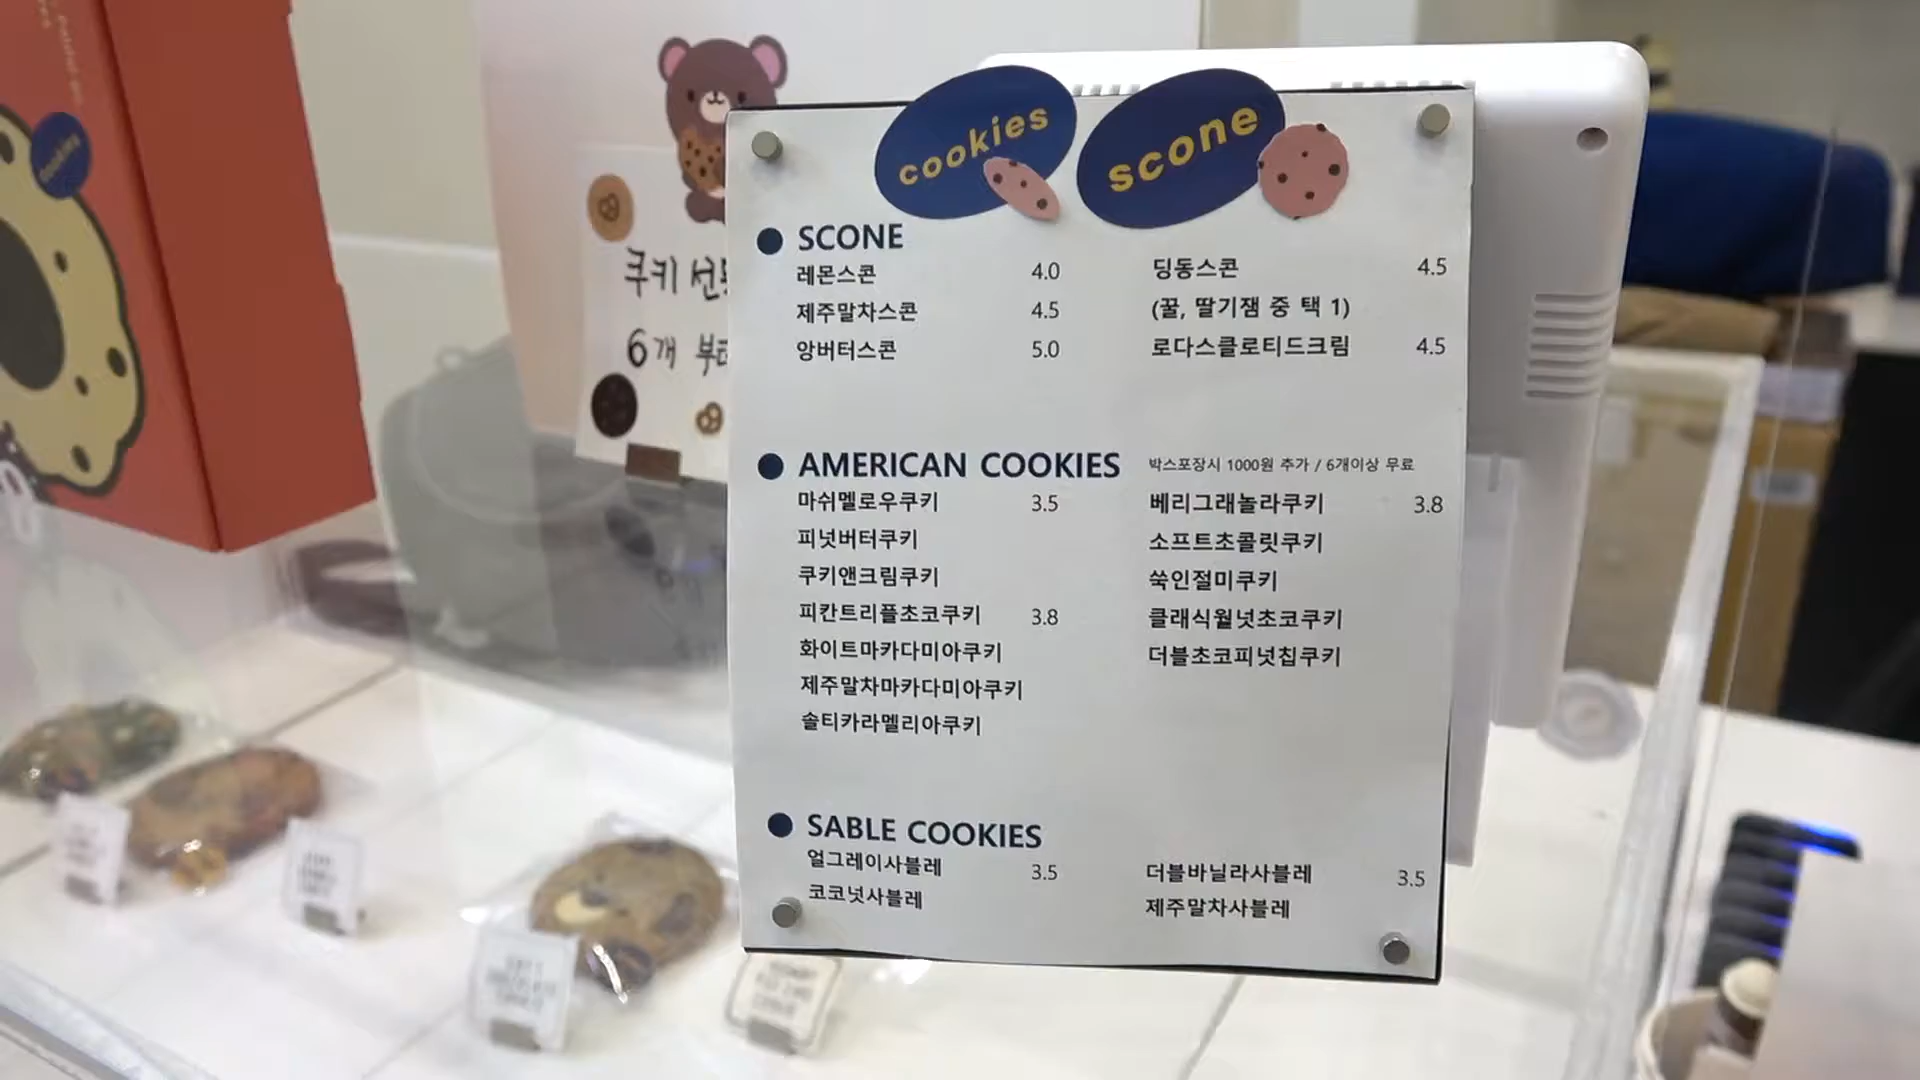 cookies
scone
cookies
쿠키
6개
SCONE
레몬스콘 4.0
제주말차스콘 4.5
앙버터스콘 5.0
딩동스콘 4.5
(꿀, 딸기잼 중 택 1)
로다스클로티드크림 4.5
AMERICAN COOKIES
박스포장시 1000원 추가 / 6개이상 무료
마쉬멜로우쿠키 3.5
피넛버터쿠키
쿠키앤크림쿠키
피칸트리플초코쿠키 3.8
화이트마카다미아쿠키
제주말차마카다미아쿠키
솔티카라멜리아쿠키
베리그래놀라쿠키 3.8
소프트초콜릿쿠키
쑥인절미쿠키
클래식월넛초코쿠키
더블초코피넛칩쿠키
SABLE COOKIES
얼그레이사블레 3.5
코코넛사블레
더블바닐라사블레 3.5
제주말차사블레